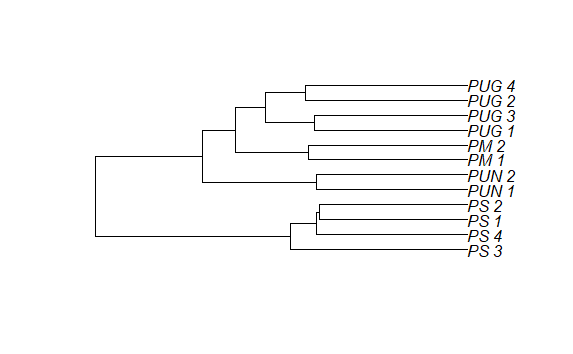 PUG 4
PUG 2
PUG 3
PUG 1
PM 2
PM 1
PUN 2
PUN 1
PS 2
PS 1
PS 4
PS 3